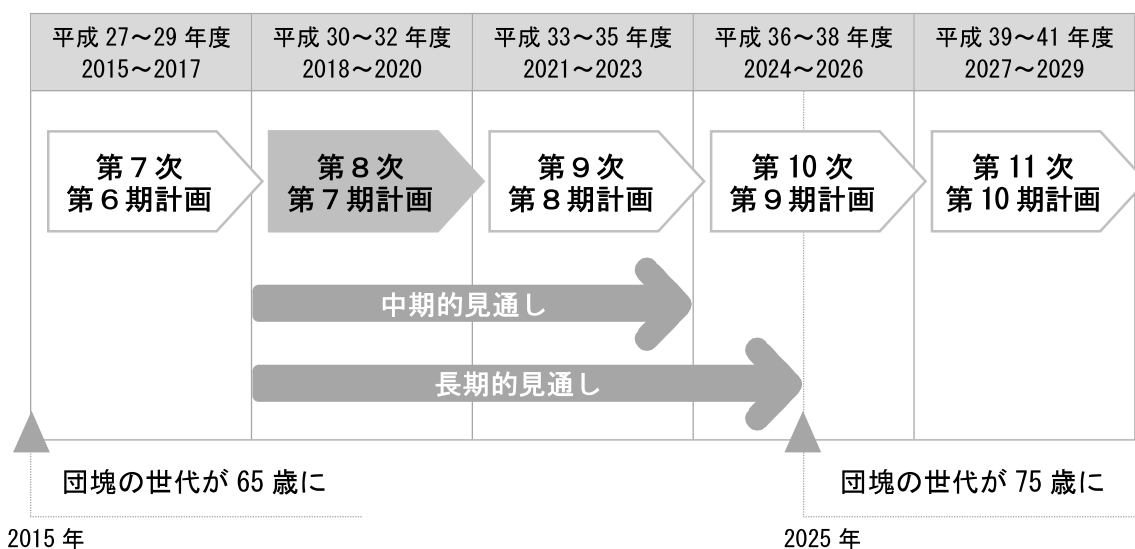 平成 27～29 年度
2015～2017
平成 30～32 年度
2018～2020
平成 33～35 年度
2021～2023
平成 36～38 年度
2024～2026
平成 39～41 年度
2027～2029
第７次
第６期計画
第８次
第７期計画
第９次
第８期計画
第 10 次
第９期計画
第 11 次
第 10 期計画
中期的見通し
長期的見通し
団塊の世代が 65 歳に
団塊の世代が 75 歳に
2015 年
2025 年